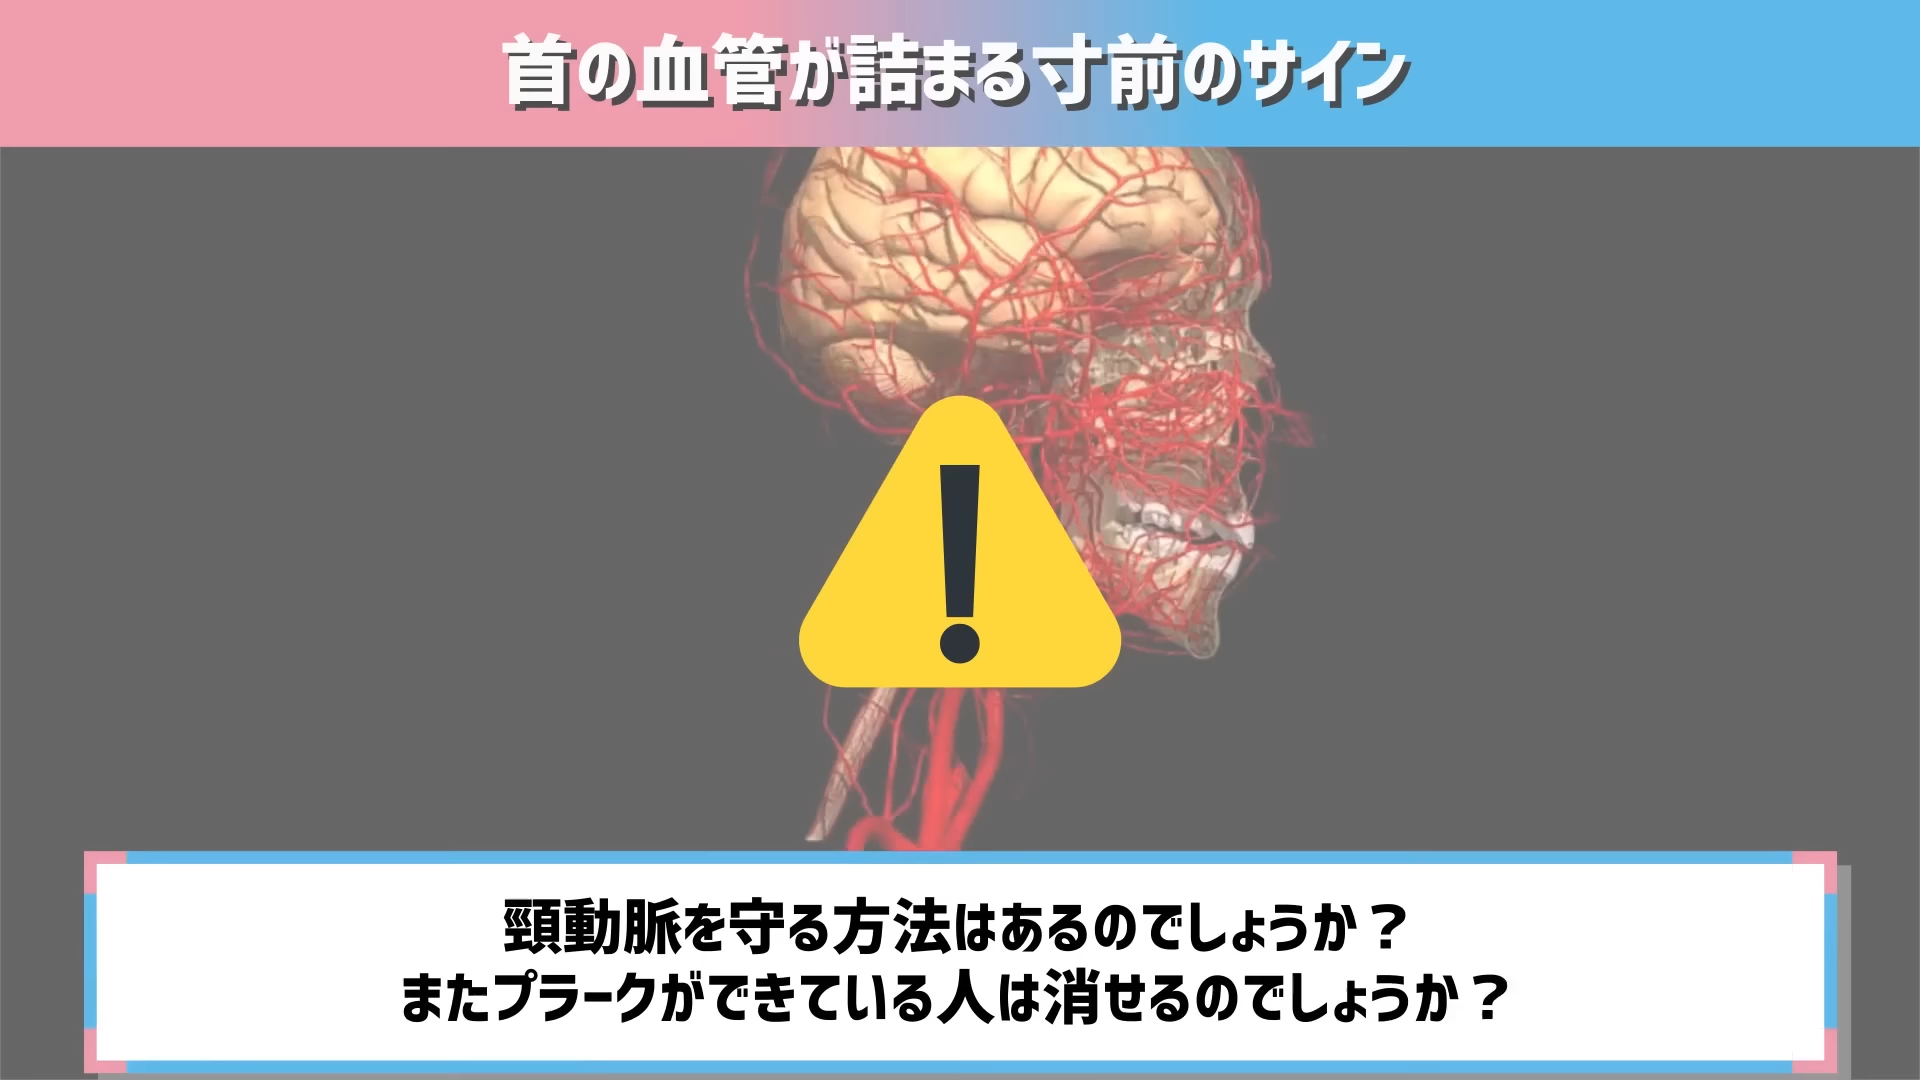 首の血管が詰まる寸前のサイン
頸動脈を守る方法はあるのでしょうか？
またプラークができている人は消せるのでしょうか？